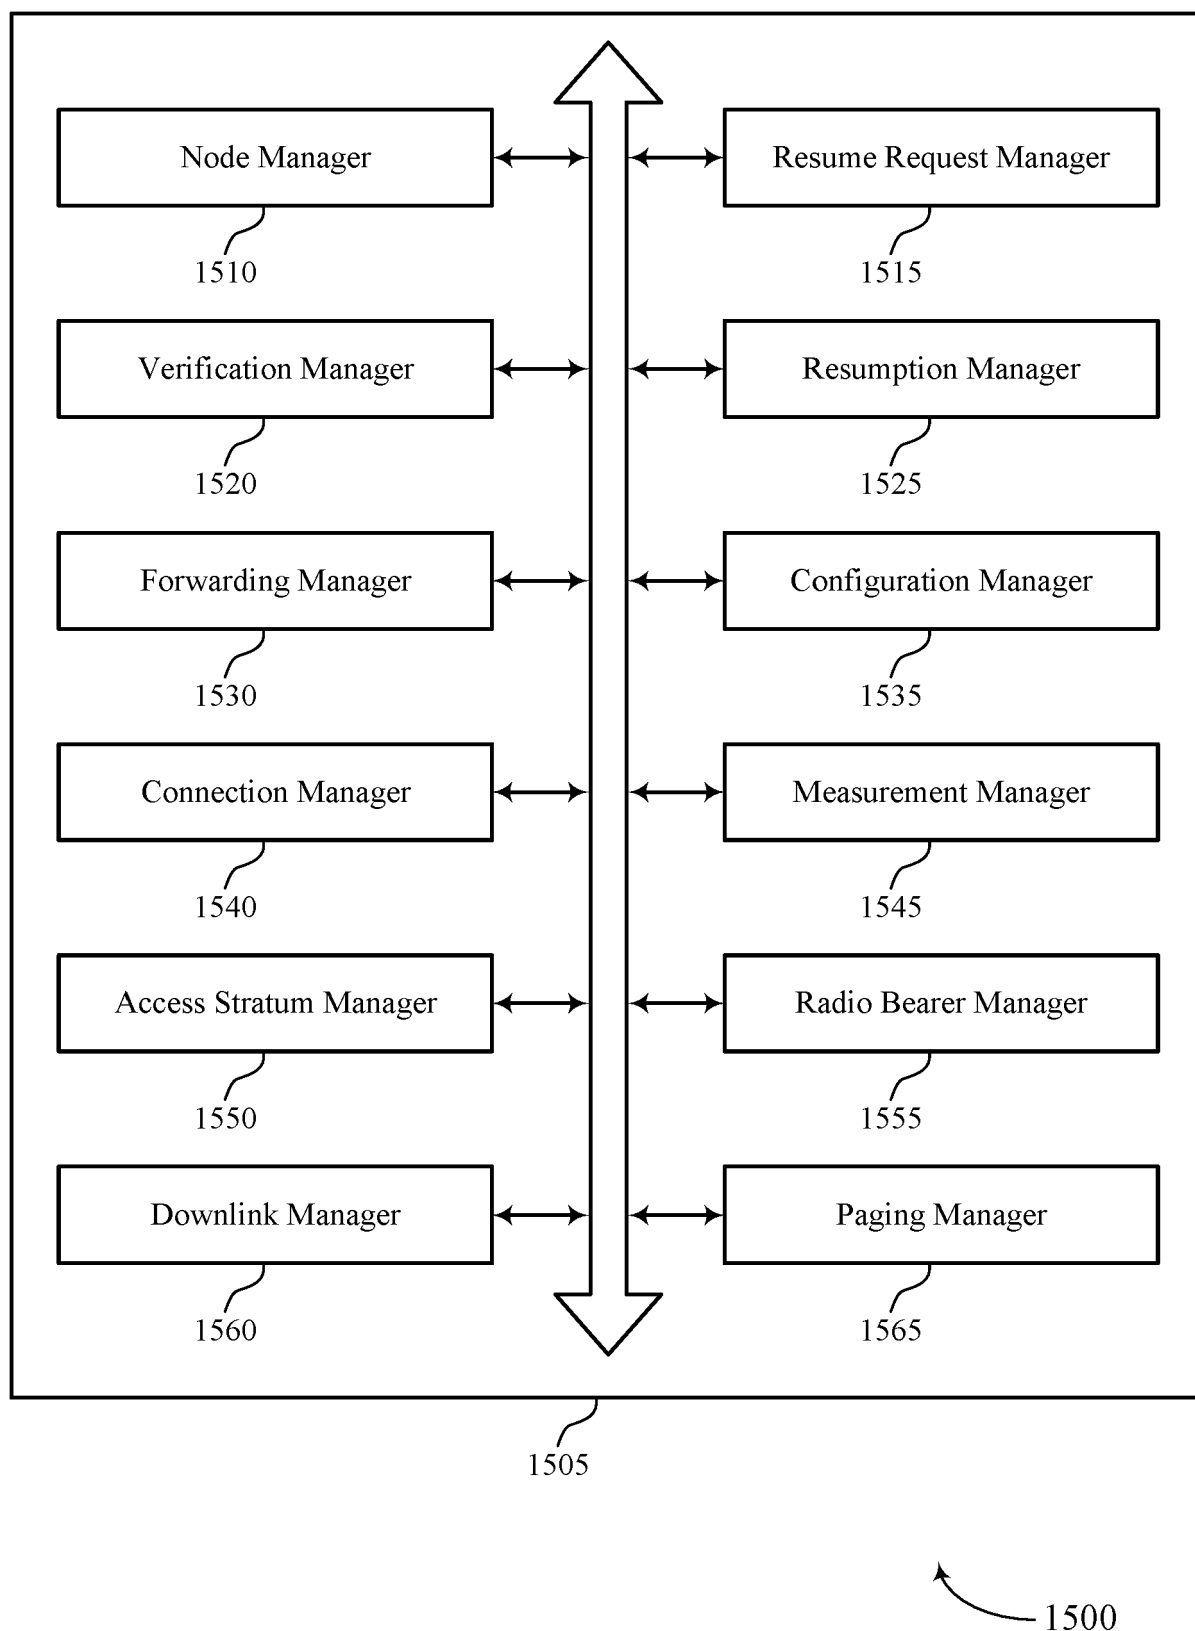 Node Manager
Resume Request Manager
1510
1515
Verification Manager
Resumption Manager
1520
1525
Forwarding Manager
Configuration Manager
1530
1535
Connection Manager
Measurement Manager
1540
1545
Access Stratum Manager
Radio Bearer Manager
1550
1555
Downlink Manager
Paging Manager
1560
1565
1505
1500